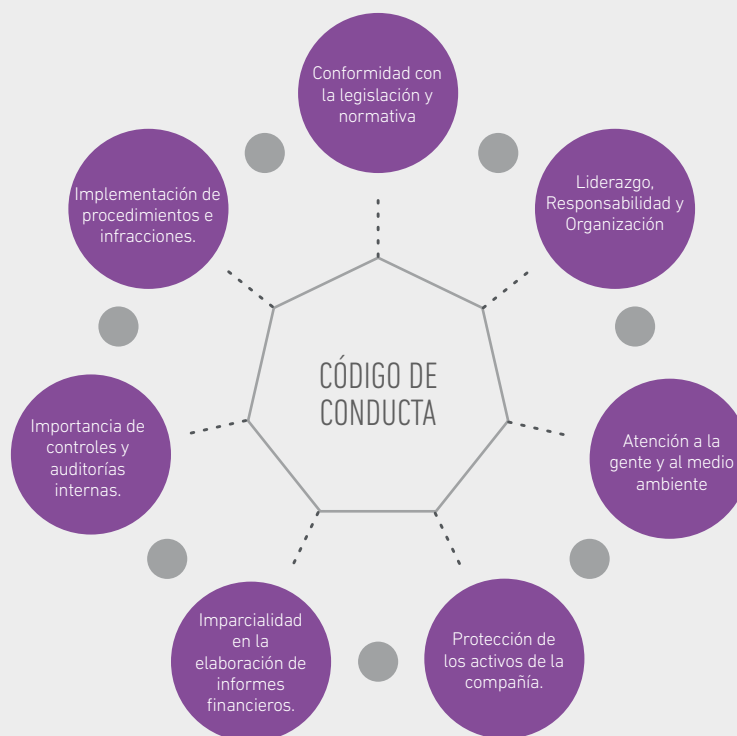 Conformidad con
la legislación y
normativa
Liderazgo,
Responsabilidad y
Organización
Atención a la
gente y al medio
ambiente
Protección de
los activos de la
compañía.
Imparcialidad
en la
elaboración de
informes
financieros.
Importancia de
controles y
auditorías
internas.
Implementación de
procedimientos e
infracciones.
CÓDIGO DE
CONDUCTA